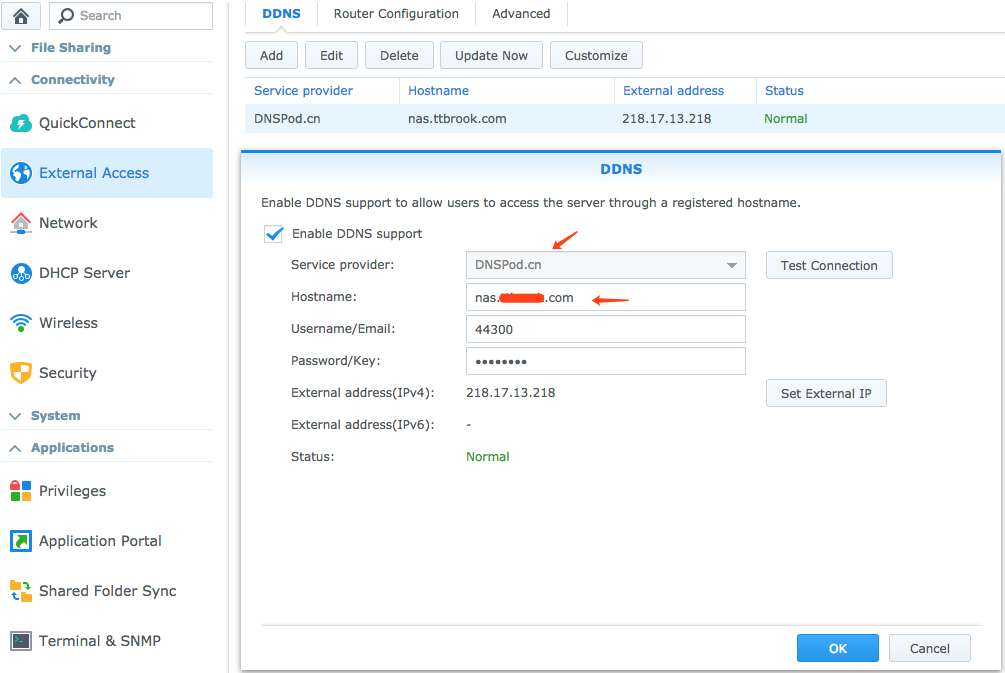 Search
File Sharing
Connectivity
QuickConnect
External Access
Network
DHCP Server
Wireless
Security
System
Applications
Privileges
Application Portal
Shared Folder Sync
Terminal & SNMP
DDNS Router Configuration Advanced
Add Edit Delete Update Now Customize
Service provider Hostname External address Status
DNSPod.cn nas.ttbrook.com 218.17.13.218 Normal
DDNS
Enable DDNS support to allow users to access the server through a registered hostname.
Enable DDNS support
Service provider: DNSPod.cn Test Connection
Hostname: nas. .com
Username/Email: 44300
Password/Key: ••••••••
External address(IPv4): 218.17.13.218 Set External IP
External address(IPv6): -
Status: Normal
OK Cancel